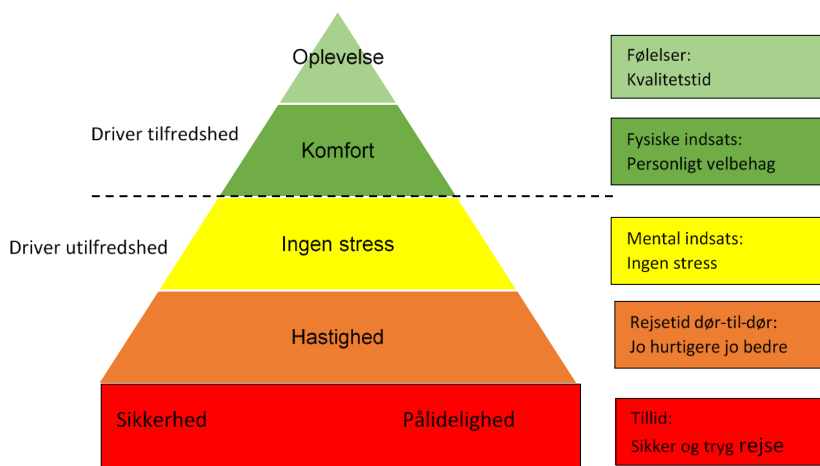 Oplevelse
Følelser:
Kvalitetstid
Driver tilfredshed
Komfort
Fysiske indsats:
Personligt velbehag
Driver utilfredshed
Ingen stress
Mental indsats:
Ingen stress
Hastighed
Rejsetid dør-til-dør:
Jo hurtigere jo bedre
Sikkerhed
Pålidelighed
Tillid:
Sikker og tryg rejse